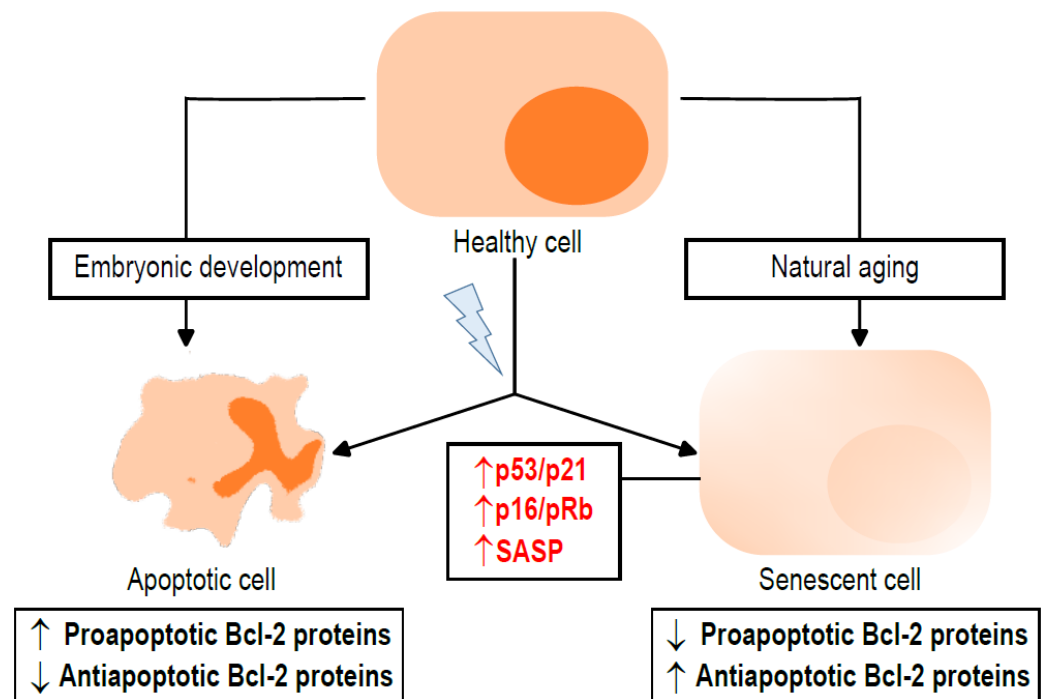 Healthy cell
Embryonic development
Natural aging
↑p53/p21
↑p16/pRb
↑SASP
Apoptotic cell
Senescent cell
↑ Proapoptotic Bcl-2 proteins
↓ Antiapoptotic Bcl-2 proteins
↓ Proapoptotic Bcl-2 proteins
↑ Antiapoptotic Bcl-2 proteins